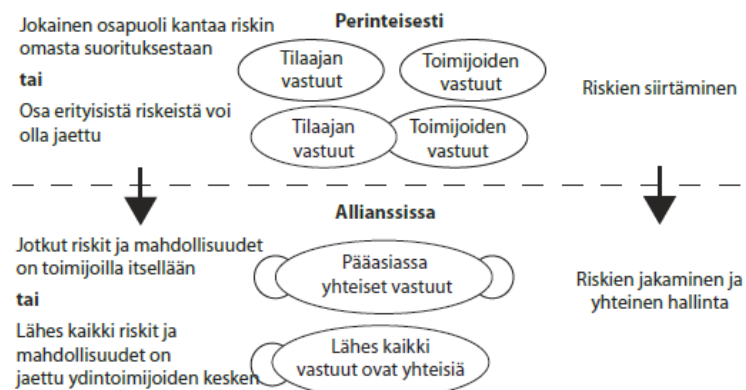 Perinteisesti
Jokainen osapuoli kantaa riskin
omasta suorituksestaan
tai
Osa erityisistä riskeistä voi
olla jaettu
Tilaajan
vastuut
Toimijoiden
vastuut
Tilaajan
vastuut
Toimijoiden
vastuut
Riskien siirtäminen
Allianssissa
Jotkut riskit ja mahdollisuudet
on toimijoilla itsellään
tai
Lähes kaikki riskit ja
mahdollisuudet on
jaettu ydintoimijoiden kesken
Pääasiassa
yhteiset vastuut
Lähes kaikki
vastuut ovat yhteisiä
Riskien jakaminen ja
yhteinen hallinta